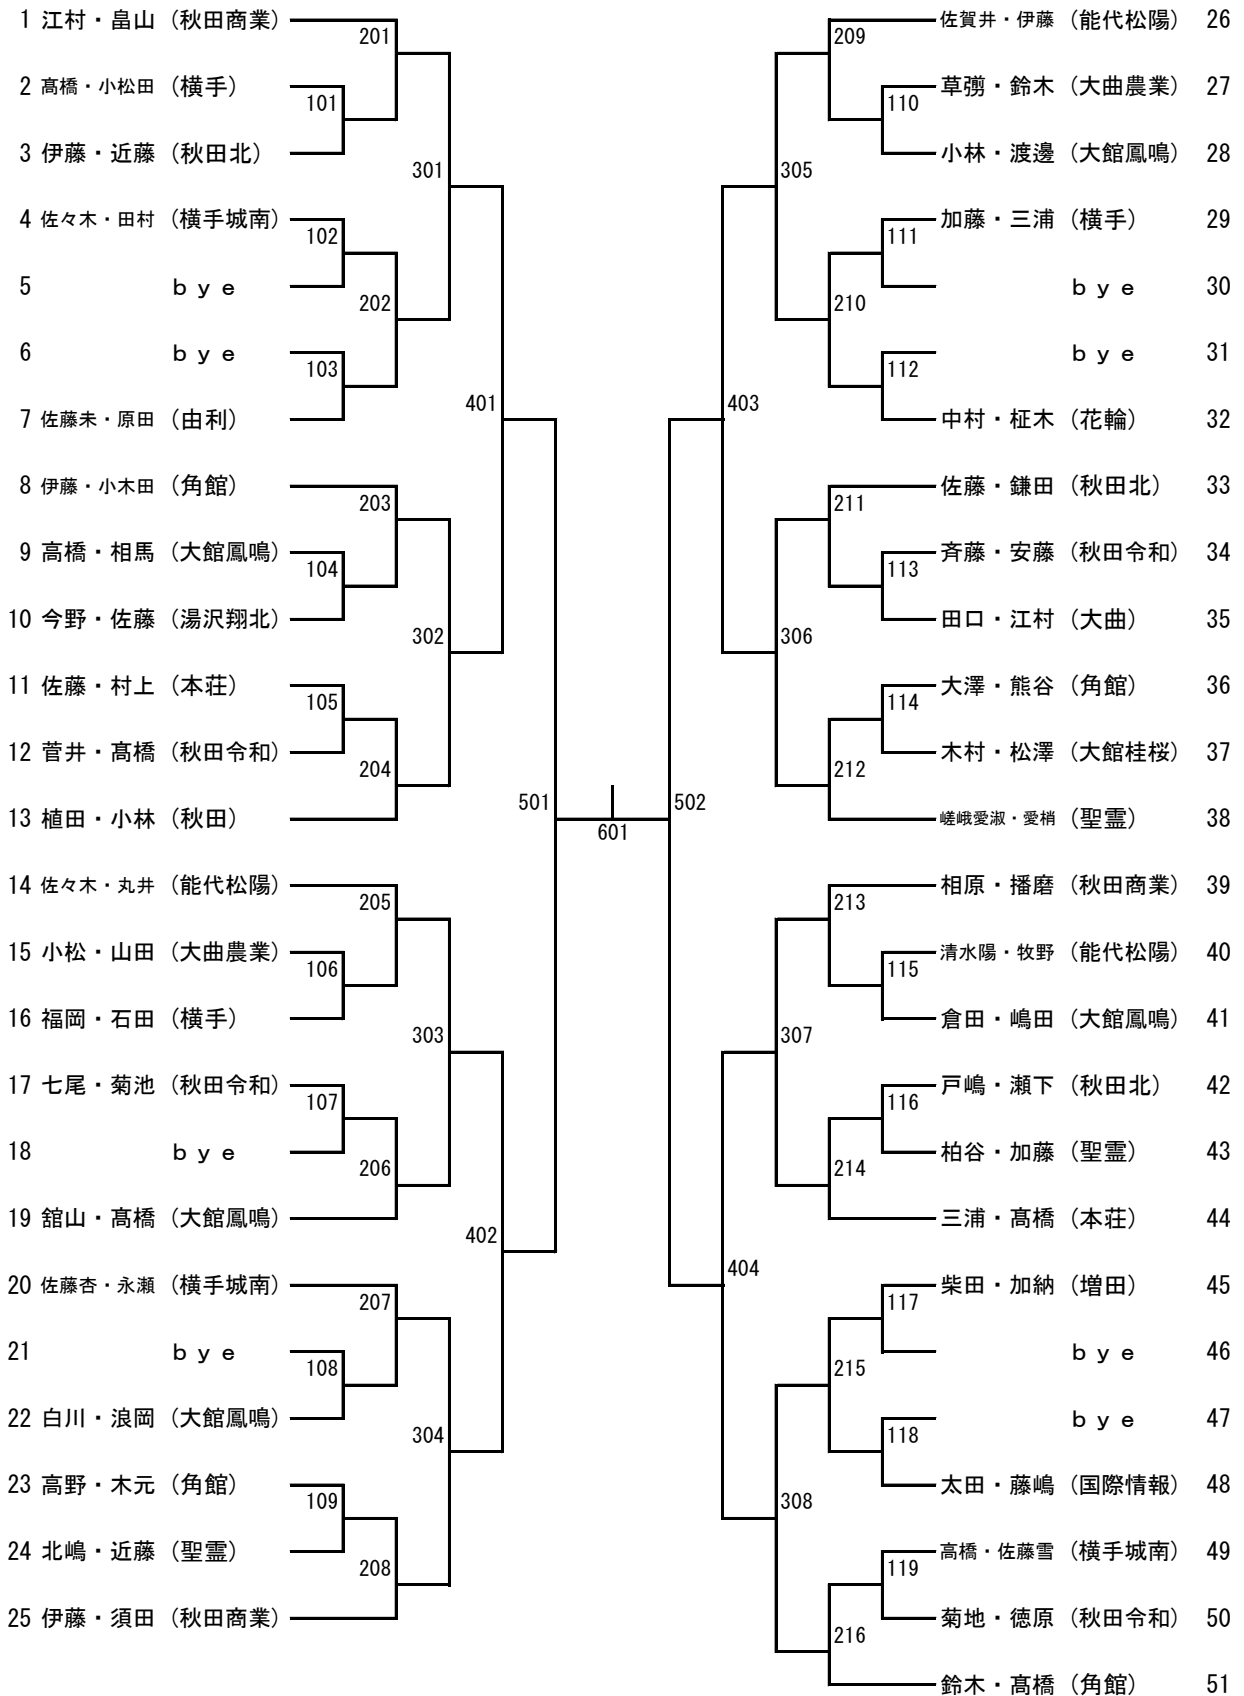 1 江村・畠山 (秋田商業)
2 髙橋・小松田 (横手)
3 伊藤・近藤 (秋田北)
4 佐々木・田村 (横手城南)
5 ｂｙｅ
6 ｂｙｅ
7 佐藤未・原田 (由利)
8 伊藤・小木田 (角館)
9 高橋・相馬 (大館鳳鳴)
10 今野・佐藤 (湯沢翔北)
11 佐藤・村上 (本荘)
12 菅井・髙橋 (秋田令和)
13 植田・小林 (秋田)
14 佐々木・丸井 (能代松陽)
15 小松・山田 (大曲農業)
16 福岡・石田 (横手)
17 七尾・菊池 (秋田令和)
18 ｂｙｅ
19 舘山・髙橋 (大館鳳鳴)
20 佐藤杏・永瀬 (横手城南)
21 ｂｙｅ
22 白川・浪岡 (大館鳳鳴)
23 高野・木元 (角館)
24 北嶋・近藤 (聖霊)
25 伊藤・須田 (秋田商業)
101
102
103
104
105
106
107
108
109
201
202
203
204
205
206
207
208
301
302
303
304
401
402
501
601
502
403
404
305
306
307
308
209
210
211
212
213
214
215
216
110
111
112
113
114
115
116
117
118
119
佐賀井・伊藤 (能代松陽) 26
草彅・鈴木 (大曲農業) 27
小林・渡邊 (大館鳳鳴) 28
加藤・三浦 (横手) 29
ｂｙｅ 30
ｂｙｅ 31
中村・柾木 (花輪) 32
佐藤・鎌田 (秋田北) 33
斉藤・安藤 (秋田令和) 34
田口・江村 (大曲) 35
大澤・熊谷 (角館) 36
木村・松澤 (大館桂桜) 37
嵯峨愛淑・愛梢 (聖霊) 38
相原・播磨 (秋田商業) 39
清水陽・牧野 (能代松陽) 40
倉田・嶋田 (大館鳳鳴) 41
戸嶋・瀬下 (秋田北) 42
柏谷・加藤 (聖霊) 43
三浦・髙橋 (本荘) 44
柴田・加納 (増田) 45
ｂｙｅ 46
ｂｙｅ 47
太田・藤嶋 (国際情報) 48
高橋・佐藤雪 (横手城南) 49
菊地・徳原 (秋田令和) 50
鈴木・髙橋 (角館) 51